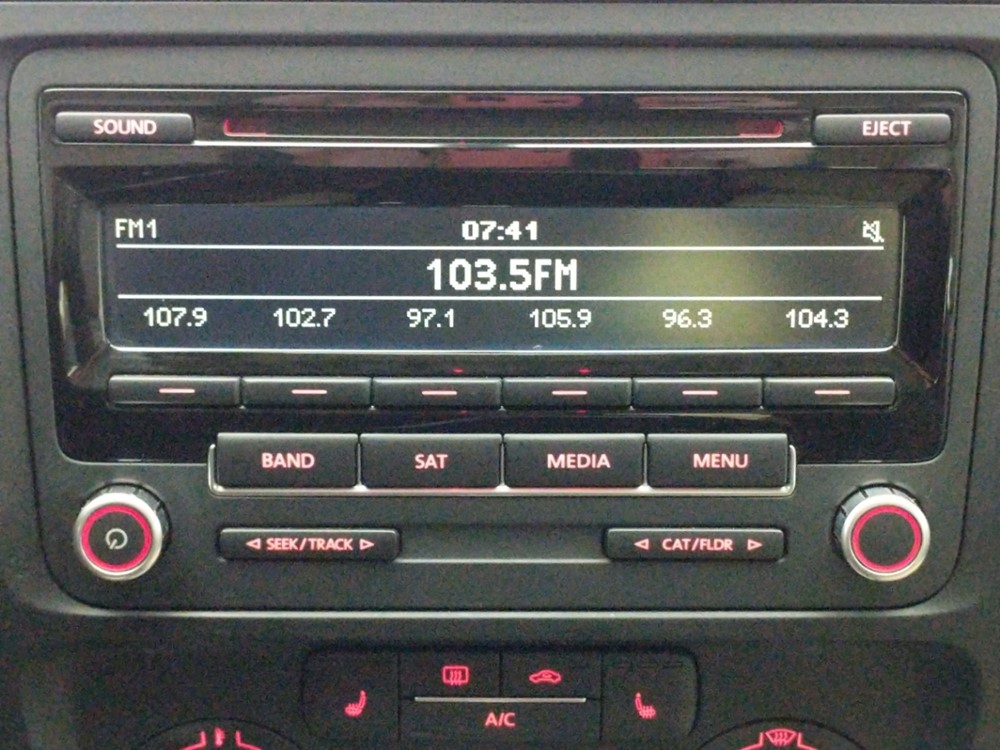 SOUND EJECT
FM1 07:41
103.5FM
107.9 102.7 97.1 105.9 96.3 104.3
BAND SAT MEDIA MENU
SEEK/TRACK CAT/FLDR
A/C